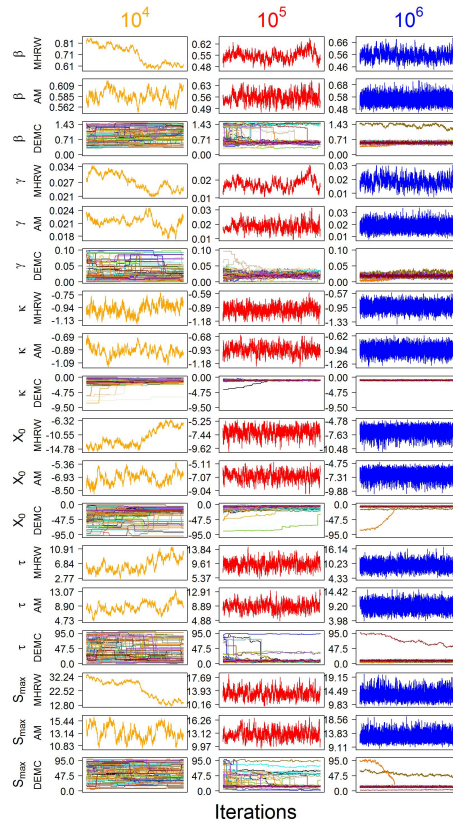 10⁴ 10⁵ 10⁶
β MHRW 0.81 0.71 0.61 0.62 0.55 0.48 0.66 0.56 0.46
β AM 0.609 0.585 0.562 0.63 0.56 0.49 0.68 0.58 0.48
β DEMC 1.43 0.71 0.00 1.43 0.71 0.00 1.43 0.71 0.00
γ MHRW 0.034 0.027 0.021 0.02 0.01 0.03 0.02 0.01
γ AM 0.024 0.021 0.018 0.03 0.02 0.01 0.03 0.02 0.01
γ DEMC 0.10 0.05 0.00 0.10 0.05 0.00 0.10 0.05 0.00
κ MHRW -0.75 -0.94 -1.13 -0.59 -0.89 -1.18 -0.57 -0.95 -1.33
κ AM -0.69 -0.89 -1.09 -0.68 -0.93 -1.18 -0.62 -0.94 -1.26
κ DEMC 0.00 -4.75 -9.50 0.00 -4.75 -9.50 0.00 -4.75 -9.50
X₀ MHRW -6.32 -10.55 -14.78 -5.25 -7.44 -9.62 -4.78 -7.63 -10.48
X₀ AM -5.36 -6.93 -8.50 -5.11 -7.07 -9.04 -4.75 -7.31 -9.88
X₀ DEMC 0.0 -47.5 -95.0 0.0 -47.5 -95.0 0.0 -47.5 -95.0
τ MHRW 10.91 6.84 2.77 13.84 9.61 5.37 16.14 10.23 4.33
τ AM 13.07 8.90 4.73 12.91 8.89 4.88 14.42 9.20 3.98
τ DEMC 95.0 47.5 0.0 95.0 47.5 0.0 95.0 47.5 0.0
Smax MHRW 32.24 22.52 12.80 17.69 13.93 10.16 19.15 14.49 9.83
Smax AM 15.44 13.14 10.83 16.26 13.12 9.97 18.56 13.83 9.11
Smax DEMC 95.0 47.5 0.0 95.0 47.5 0.0 95.0 47.5 0.0
Iterations